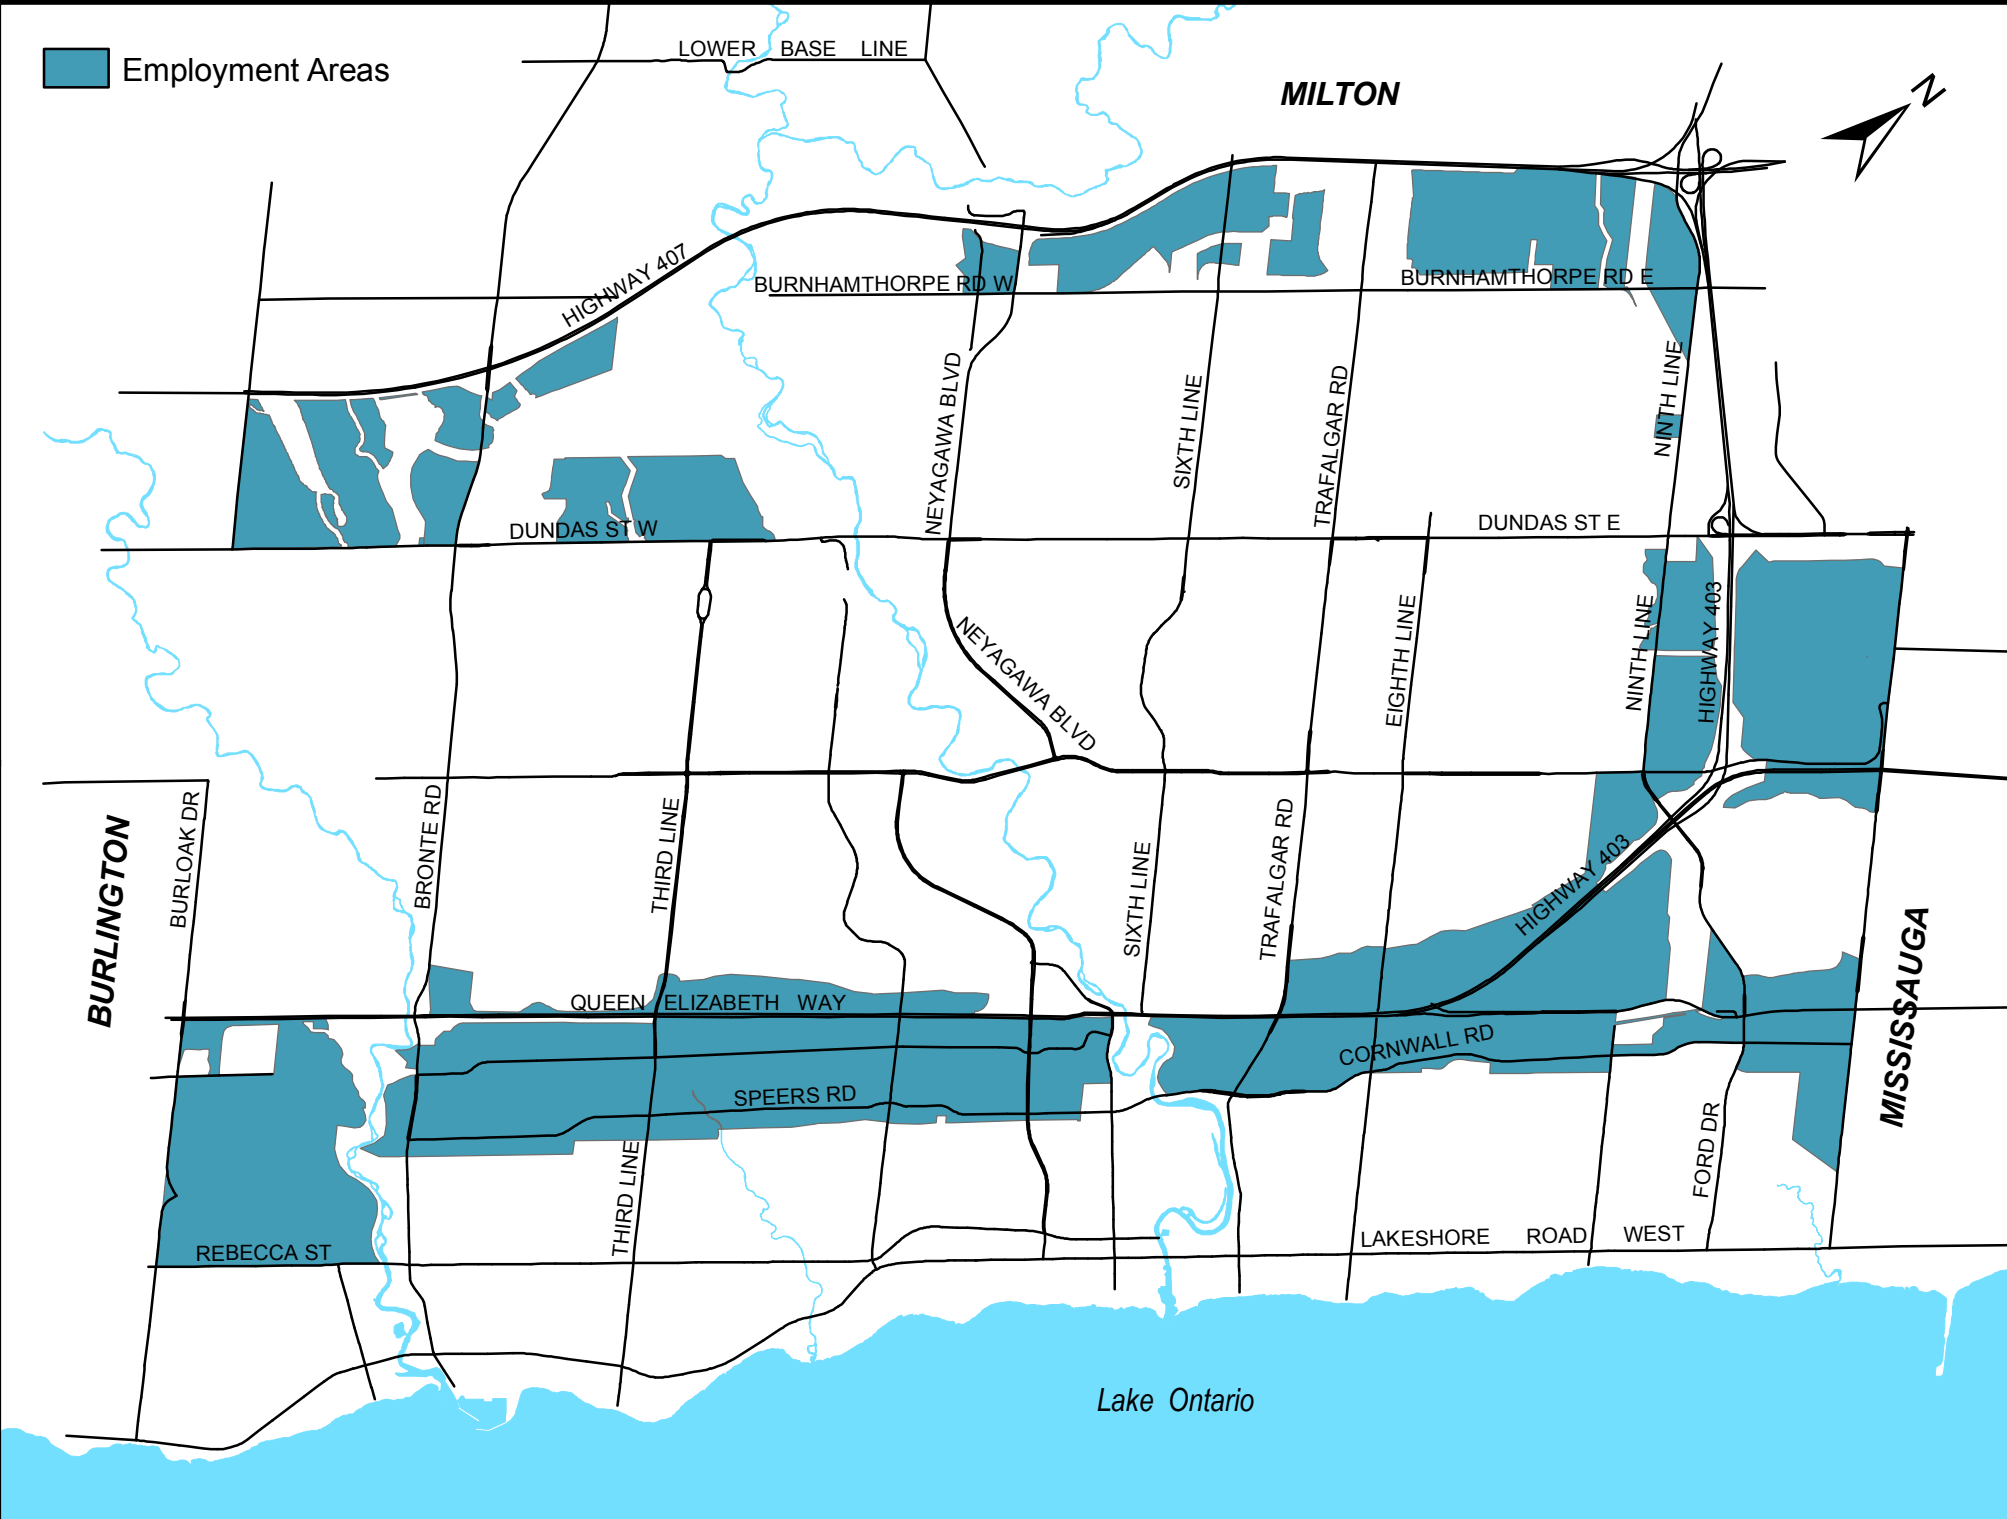 LOWER BASE LINE
Employment Areas
MILTON
N
HIGHWAY 407
BURNHAMTHORPE RD W
BURNHAMTHORPE RD E
NEYAGAWA BLVD
SIXTH LINE
TRAFALGAR RD
NINTH LINE
DUNDAS ST W
DUNDAS ST E
NEYAGAWA BLVD
EIGHTH LINE
NINTH LINE
HIGHWAY 403
BURLINGTON
BURLOAK DR
BRONTE RD
THIRD LINE
SIXTH LINE
TRAFALGAR RD
HIGHWAY 403
MISSISSAUGA
QUEEN ELIZABETH WAY
CORNWALL RD
SPEERS RD
THIRD LINE
FORD DR
REBECCA ST
LAKESHORE ROAD WEST
Lake Ontario